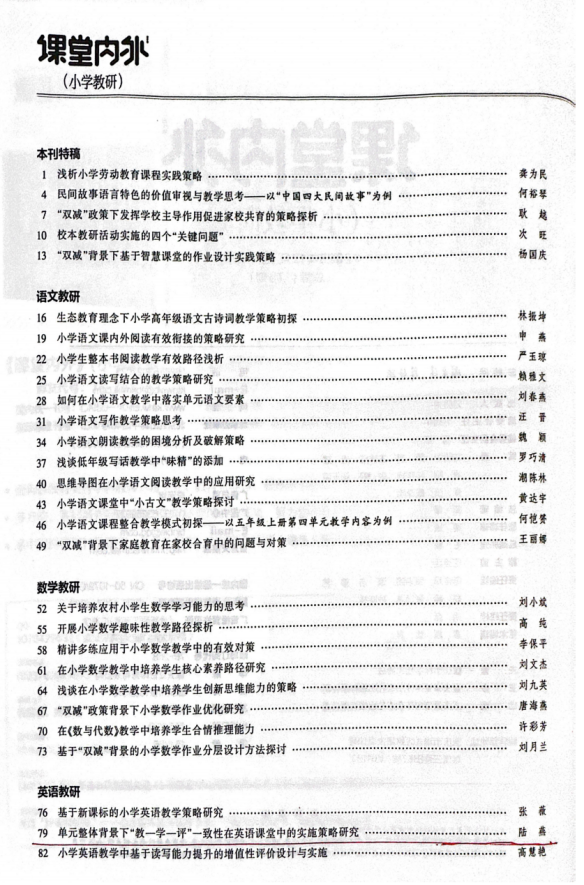 课堂内外
（小学教研）
本刊特稿
1 浅析小学劳动教育课程实践策略 …… 龚为民
4 民间故事语言特色的价值审视与教学思考——以“中国四大民间故事”为例 …… 何裕琴
7 “双减”政策下发挥学校主导作用促进家校共育的策略探析 …… 耿 越
10 校本教研活动实施的四个“关键问题” …… 次 旺
13 “双减”背景下基于智慧课堂的作业设计实践策略 …… 杨国庆
语文教研
16 生态教育理念下小学高年级语文古诗词教学策略初探 …… 林振坤
19 小学语文课内外阅读有效衔接的策略研究 …… 申 燕
22 小学生整本书阅读教学有效路径浅析 …… 严玉琼
25 小学语文读写结合的教学策略研究 …… 赖雅文
28 如何在小学语文教学中落实单元语文要素 …… 刘春燕
31 小学语文写作教学策略思考 …… 汪 晋
34 小学语文朗读教学的困境分析及破解策略 …… 魏 颖
37 浅谈低年级写话教学中“味精”的添加 …… 罗巧清
40 思维导图在小学语文阅读教学中的应用研究 …… 湖陈林
43 小学语文课堂中“小古文”教学策略探讨 …… 黄达宇
46 小学语文课程整合教学模式初探——以五年级上册第四单元教学内容为例 …… 何恺赟
49 “双减”背景下家庭教育在家校合育中的问题与对策 …… 王丽娜
数学教研
52 关于培养农村小学生数学学习能力的思考 …… 刘小斌
55 开展小学数学趣味性教学路径探析 …… 高 纯
58 精讲多练应用于小学数学教学中的有效对策 …… 李保平
61 在小学数学教学中培养学生核心素养路径研究 …… 刘文杰
64 浅谈在小学数学教学中培养学生创新思维能力的策略 …… 刘九英
67 “双减”政策背景下小学数学作业优化研究 …… 唐海燕
70 在《数与代数》教学中培养学生合情推理能力 …… 许彩芳
73 基于“双减”背景的小学数学作业分层设计方法探讨 …… 刘月兰
英语教研
76 基于新课标的小学英语教学策略研究 …… 张 薇
79 单元整体背景下“教—学—评”一致性在英语课堂中的实施策略研究 …… 陆 燕
82 小学英语教学中基于读写能力提升的增值性评价设计与实施 …… 高慧艳